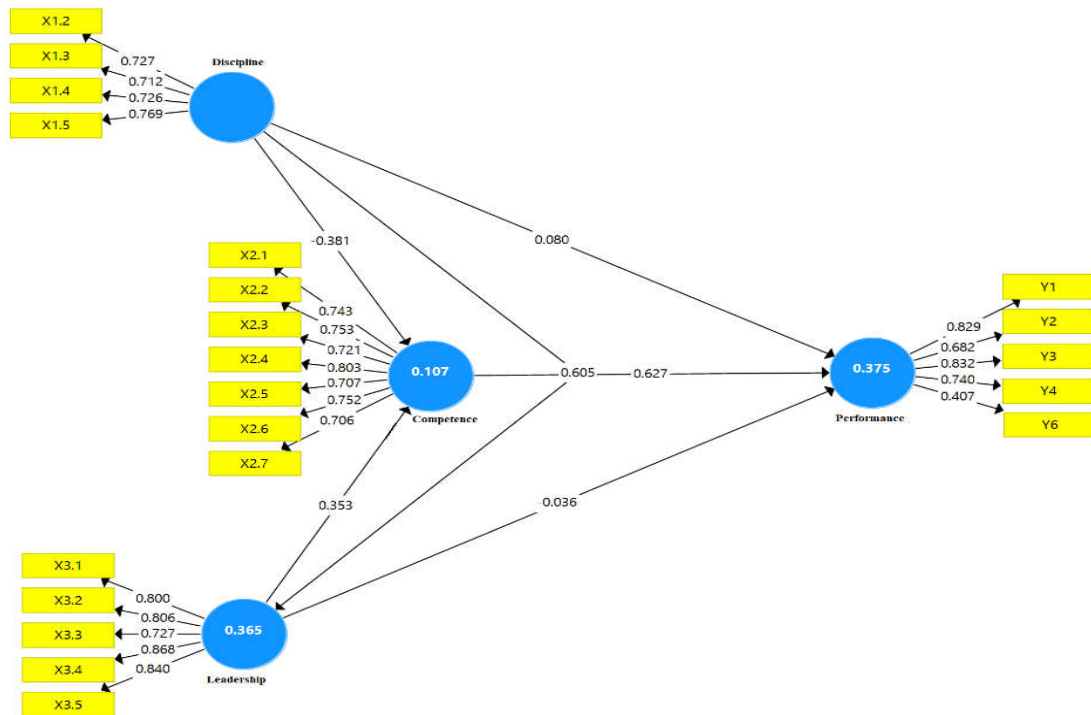 X1.2
X1.3
X1.4
X1.5
0.727
0.712
0.726
0.769
Discipline
-0.381
0.080
0.605
X2.1
X2.2
X2.3
X2.4
X2.5
X2.6
X2.7
0.743
0.753
0.721
0.803
0.707
0.752
0.706
0.107
Competence
0.627
0.375
Performance
0.829
0.682
0.832
0.740
0.407
Y1
Y2
Y3
Y4
Y6
0.353
-0.036
X3.1
X3.2
X3.3
X3.4
X3.5
0.800
0.806
0.727
0.868
0.840
0.365
Leadership